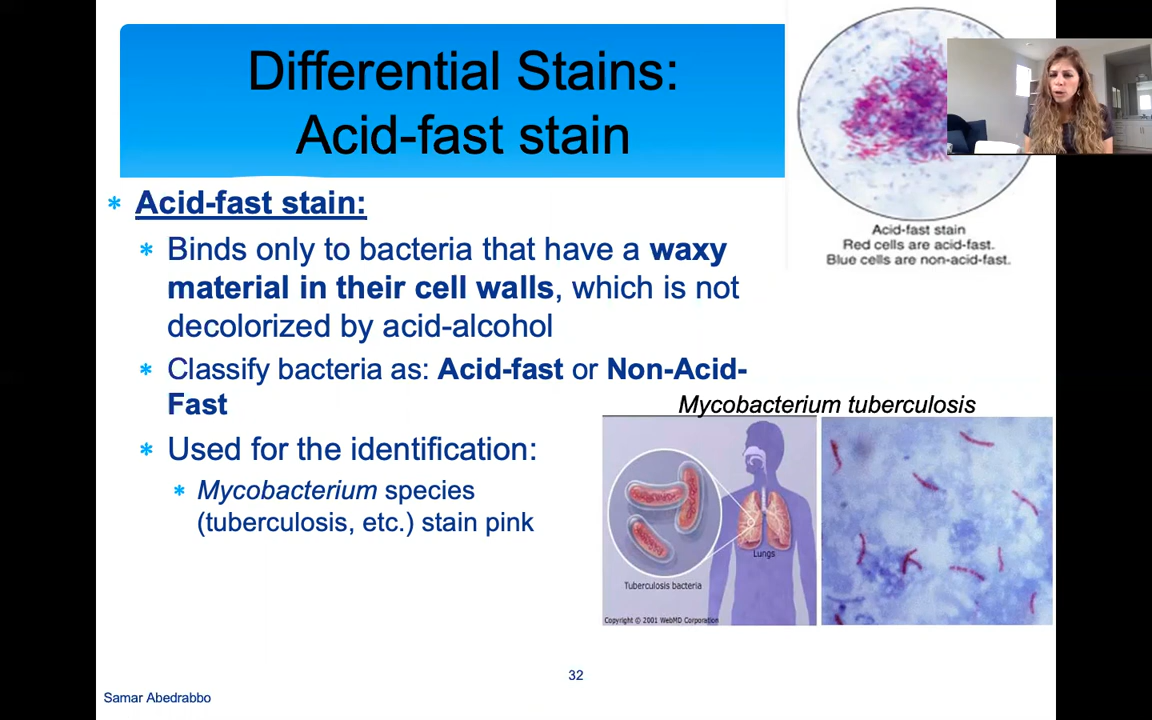 Differential Stains:
Acid-fast stain
* Acid-fast stain:
* Binds only to bacteria that have a waxy
material in their cell walls, which is not
decolorized by acid-alcohol
* Classify bacteria as: Acid-fast or Non-Acid-
Fast
* Used for the identification:
* Mycobacterium species
(tuberculosis, etc.) stain pink
Acid-fast stain
Red cells are acid-fast.
Blue cells are non-acid-fast.
Mycobacterium tuberculosis
Lungs
Tuberculosis bacteria
Copyright © 2001 WebMD Corporation
32
Samar Abedrabbo